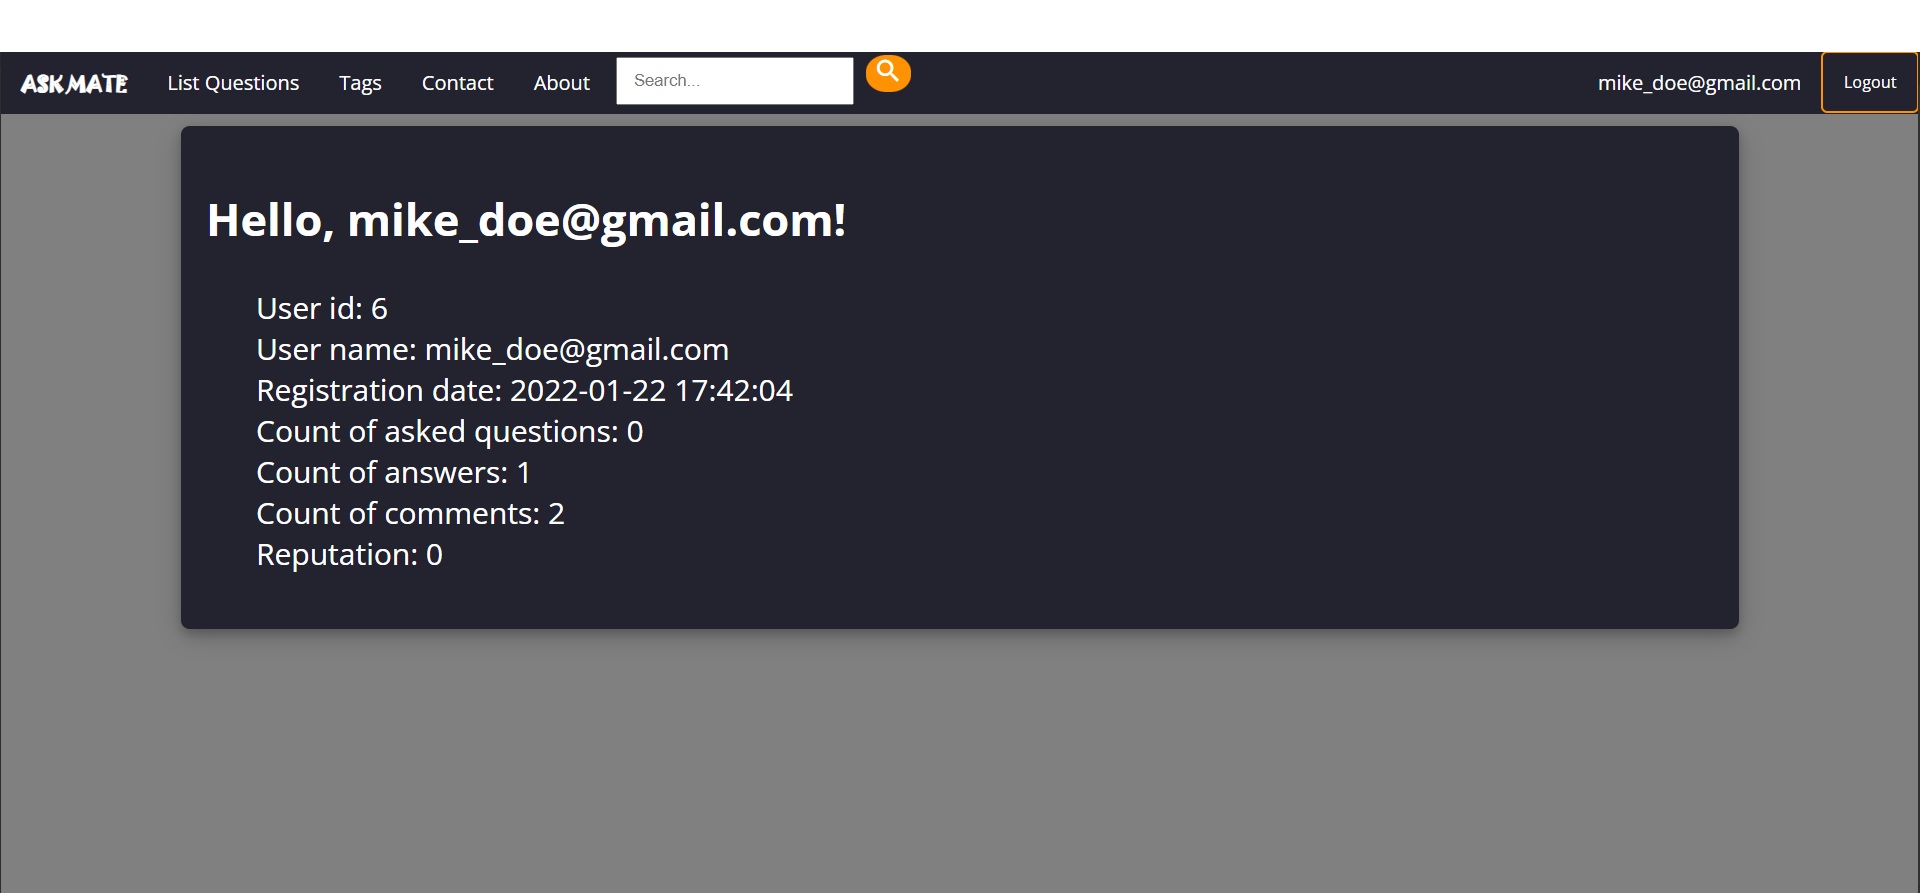 ASK MATE List Questions Tags Contact About Search... mike_doe@gmail.com Logout
Hello, mike_doe@gmail.com!
User id: 6
User name: mike_doe@gmail.com
Registration date: 2022-01-22 17:42:04
Count of asked questions: 0
Count of answers: 1
Count of comments: 2
Reputation: 0